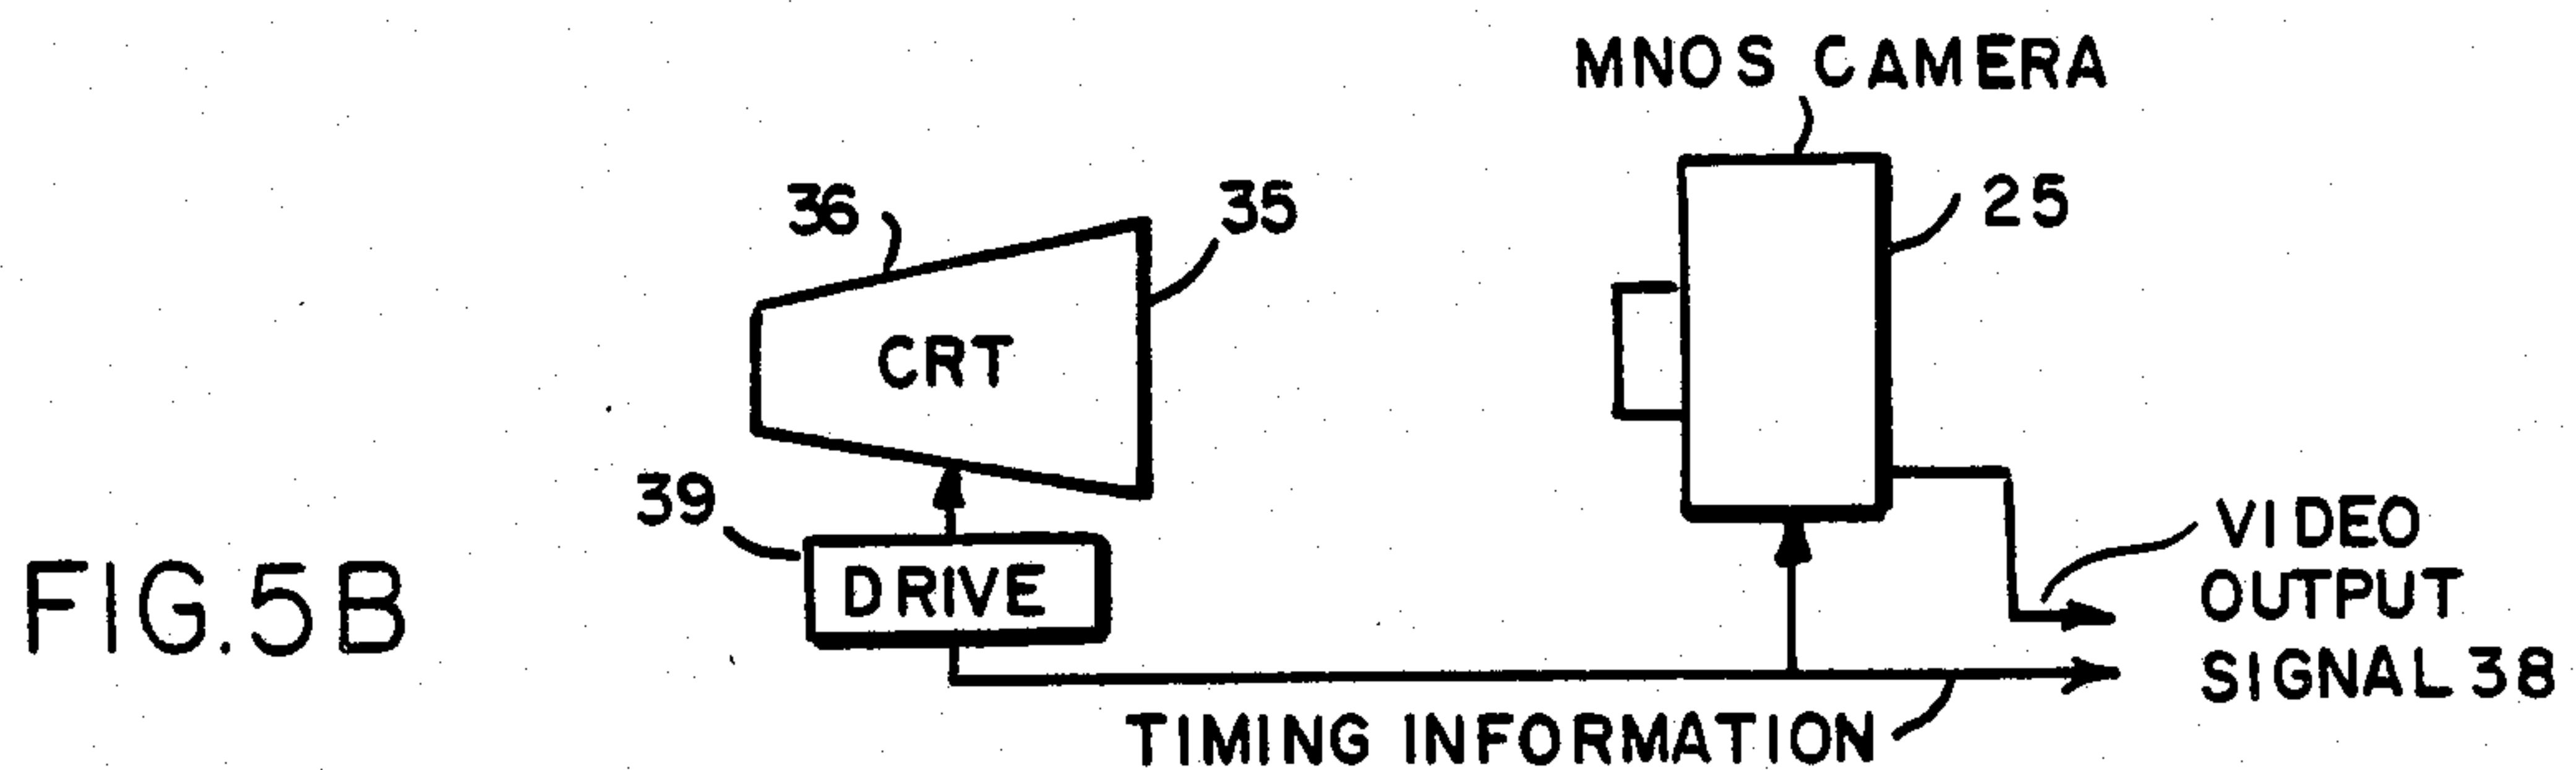 MNOS CAMERA
36
35
25
CRT
39
DRIVE
FIG.5B
VIDEO
OUTPUT
SIGNAL 38
TIMING INFORMATION